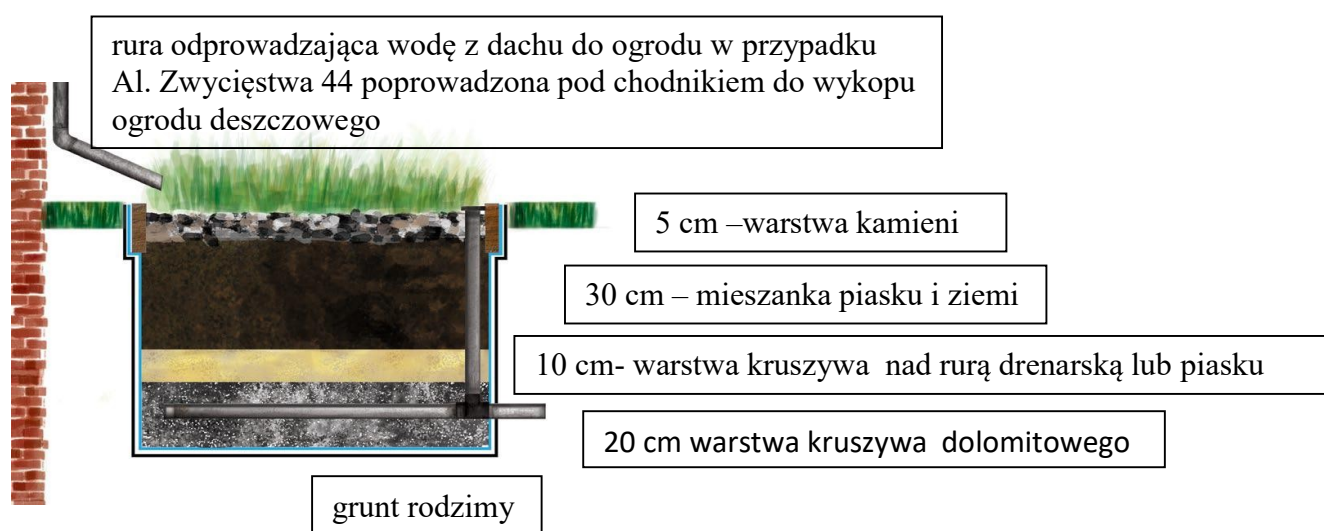 rura odprowadzająca wodę z dachu do ogrodu w przypadku
Al. Zwycięstwa 44 poprowadzona pod chodnikiem do wykopu
ogrodu deszczowego
5 cm –warstwa kamieni
30 cm – mieszanka piasku i ziemi
10 cm- warstwa kruszywa nad rurą drenarską lub piasku
20 cm warstwa kruszywa dolomitowego
grunt rodzimy